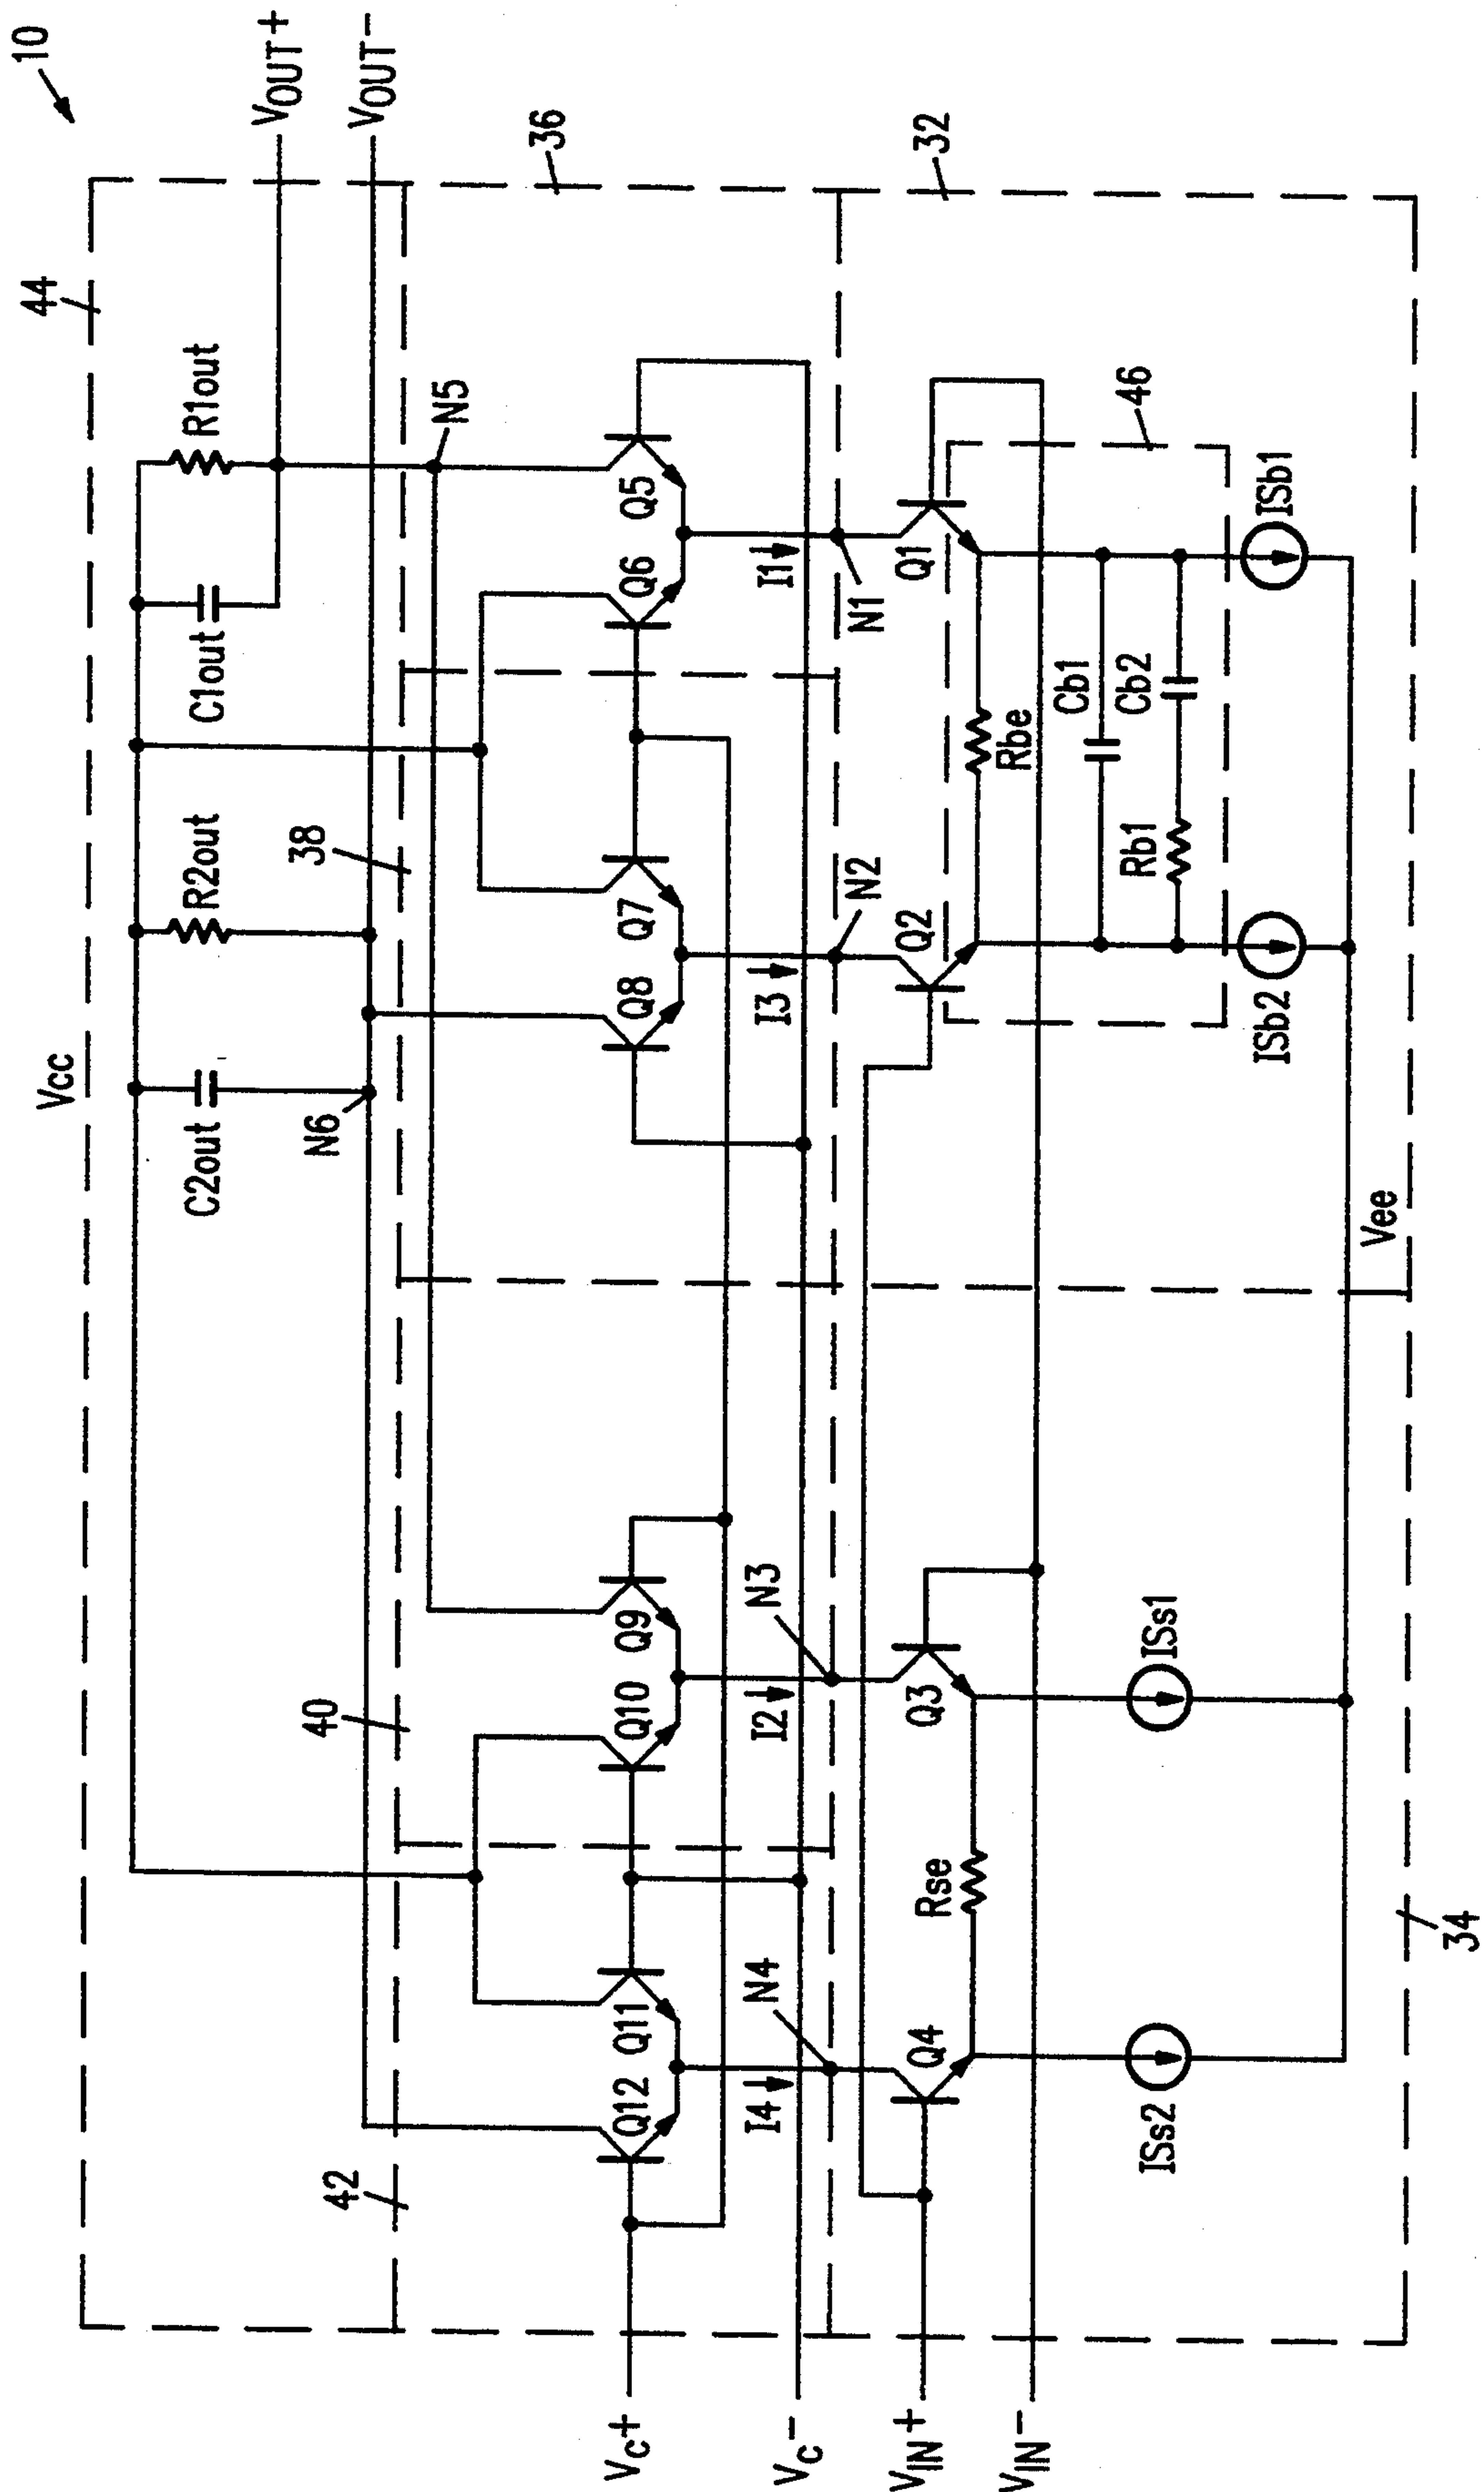 10
44
Vcc
C2out
R2out
C1out
R1out
VOUT+
VOUT-
N6
38
N5
36
42
40
Q12
Q11
Q10
Q9
Q8
Q7
Q6
Q5
Vc+
Vc-
I4
N4
I2
N3
I3
N2
I1
N1
32
VIN+
VIN-
Q4
Q3
Q2
Q1
46
Rse
Rbe
Cb1
Cb2
Rb1
ISs2
ISs1
ISb2
ISb1
Vee
34